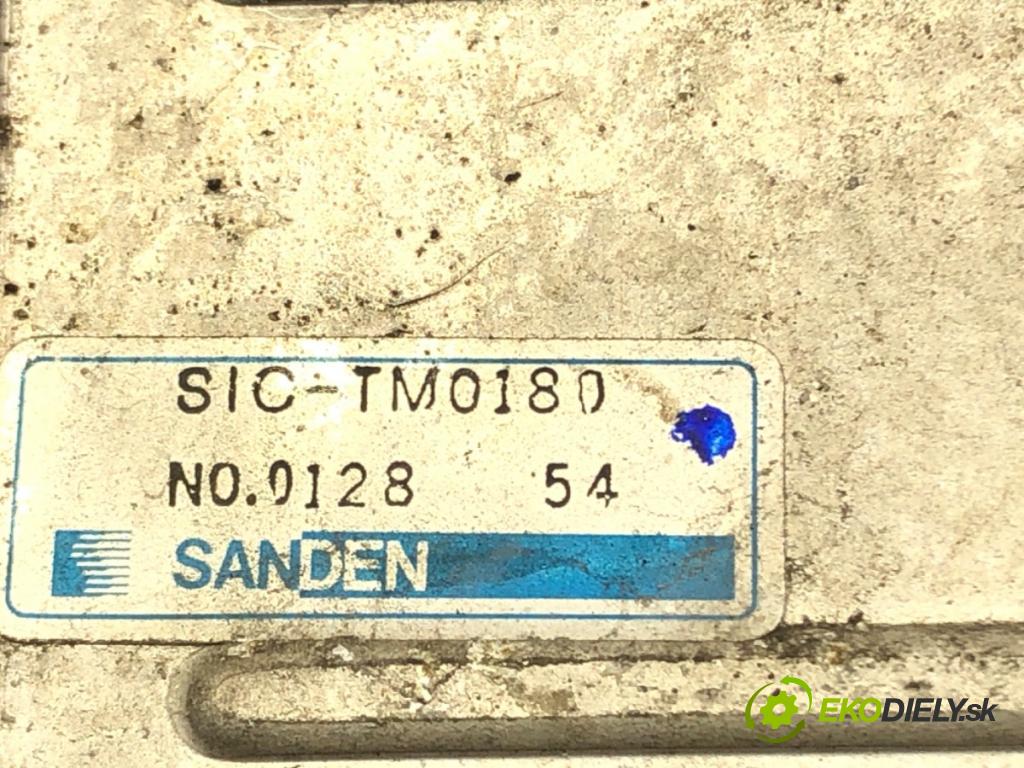 SIC-TM0180
NO.0128 54
SANDEN
EKODIELY.sk